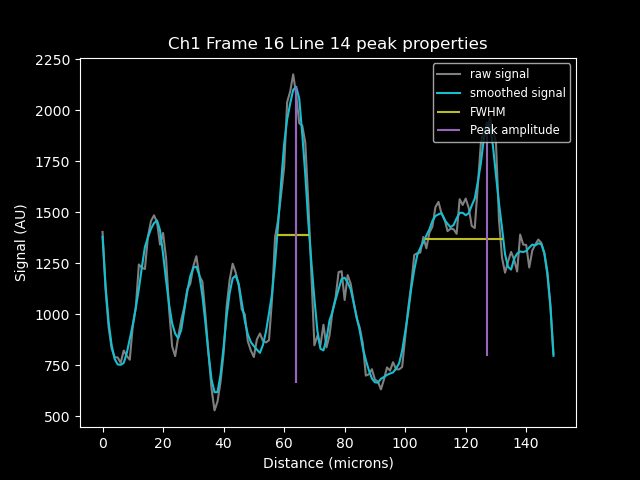 Ch1 Frame 16 Line 14 peak properties
raw signal
smoothed signal
FWHM
Peak amplitude
Signal (AU)
2250
2000
1750
1500
1250
1000
750
500
0 20 40 60 80 100 120 140
Distance (microns)